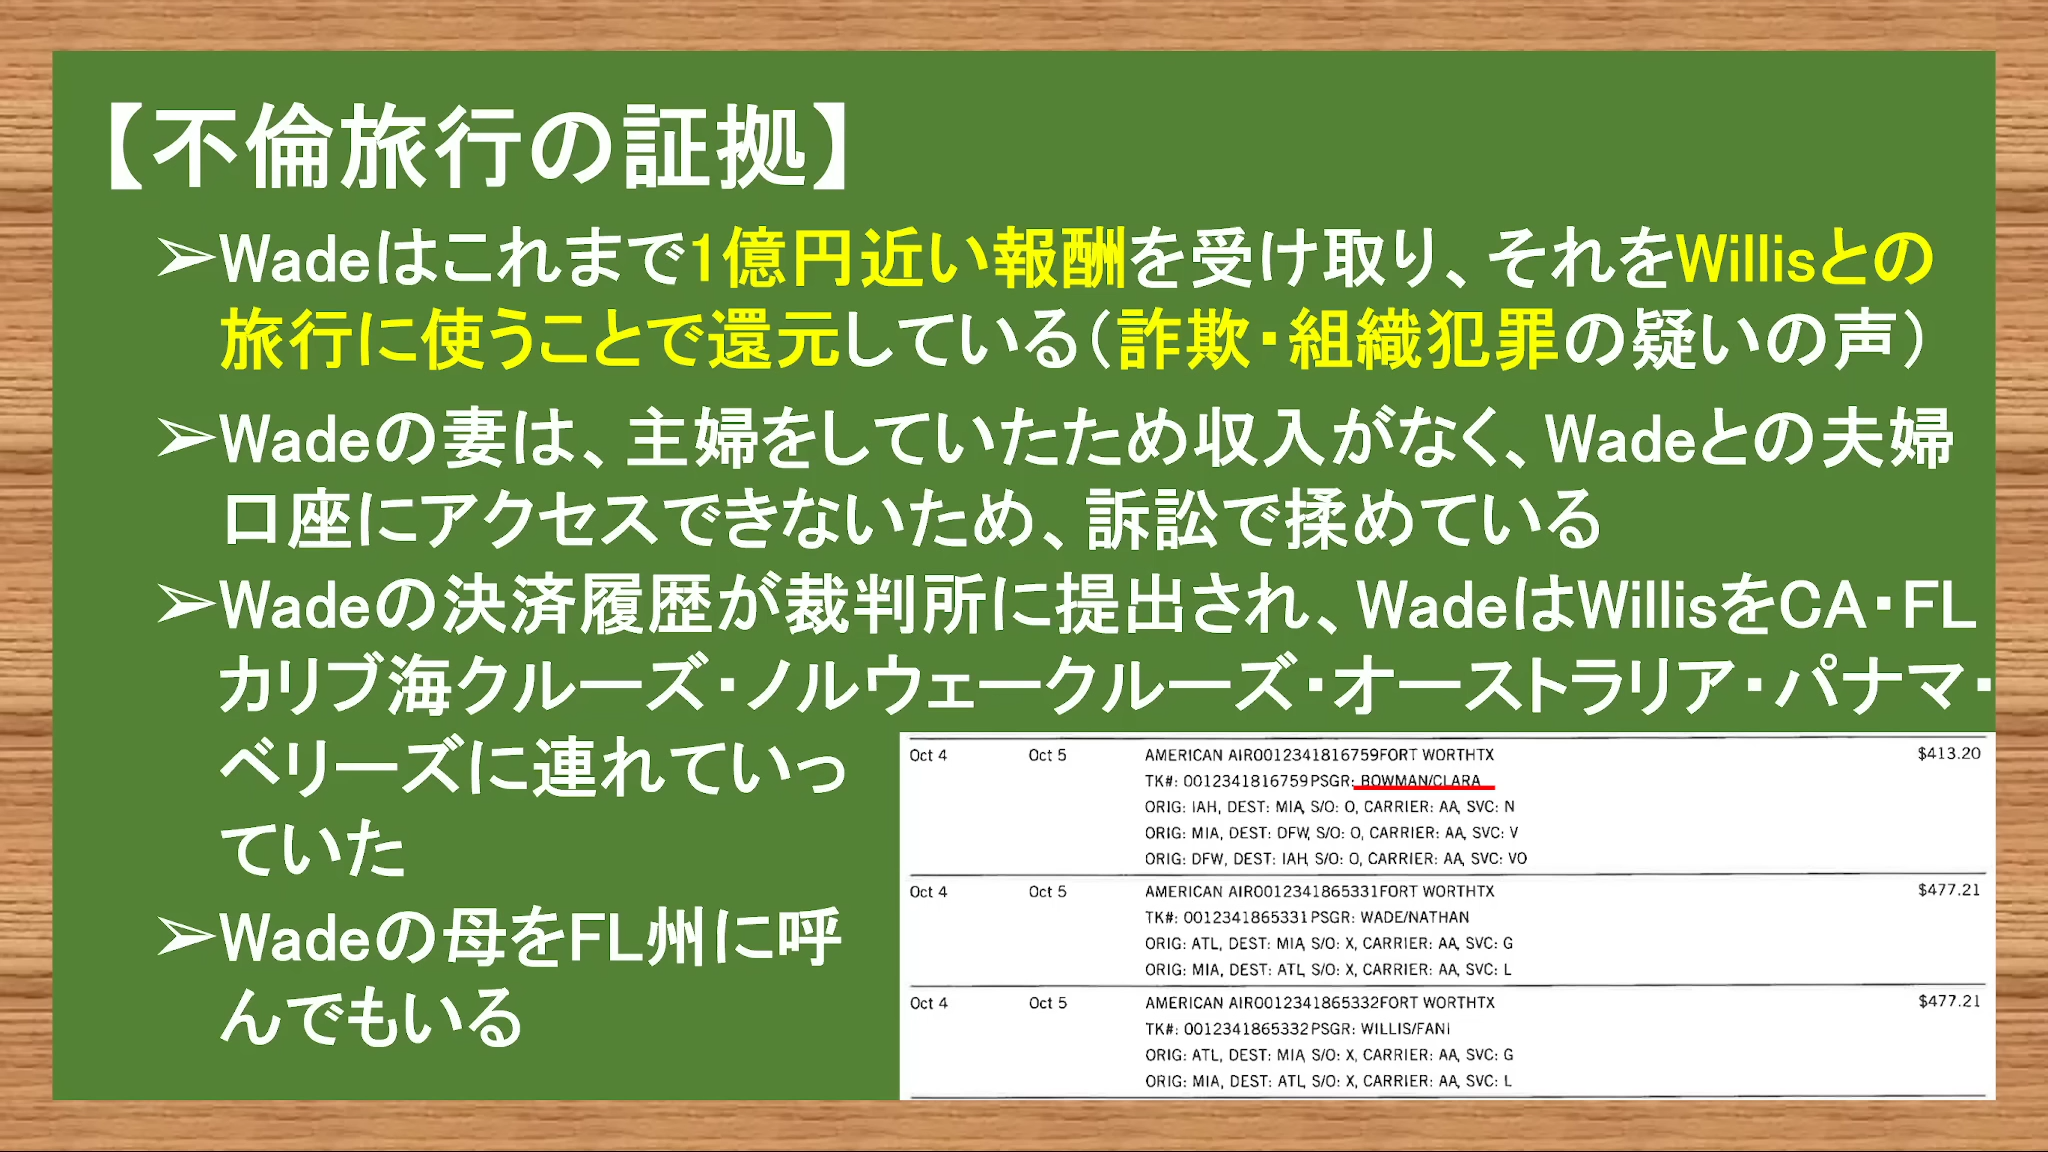 【不倫旅行の証拠】
➢Wadeはこれまで1億円近い報酬を受け取り、それをWillisとの
旅行に使うことで還元している(詐欺・組織犯罪の疑いの声)
➢Wadeの妻は、主婦をしていたため収入がなく、Wadeとの夫婦
口座にアクセスできないため、訴訟で揉めている
➢Wadeの決済履歴が裁判所に提出され、WadeはWillisをCA・FL
カリブ海クルーズ・ノルウェークルーズ・オーストラリア・パナマ・
ベリーズに連れていっ
ていた
➢Wadeの母をFL州に呼
んでもいる
Oct 4 Oct 5 AMERICAN AIR0012341816759FORT WORTHTX $413.20
TK#: 0012341816759PSGR: BOWMAN/CLARA
ORIG: IAH, DEST: MIA, S/O: O, CARRIER: AA, SVC: N
ORIG: MIA, DEST: DFW, S/O: O, CARRIER: AA, SVC: V
ORIG: DFW, DEST: IAH, S/O: O, CARRIER: AA, SVC: VO
Oct 4 Oct 5 AMERICAN AIR0012341865331FORT WORTHTX $477.21
TK#: 0012341865331PSGR: WADE/NATHAN
ORIG: ATL, DEST: MIA, S/O: X, CARRIER: AA, SVC: G
ORIG: MIA, DEST: ATL, S/O: X, CARRIER: AA, SVC: L
Oct 4 Oct 5 AMERICAN AIR0012341865332FORT WORTHTX $477.21
TK#: 0012341865332PSGR: WILLIS/FANI
ORIG: ATL, DEST: MIA, S/O: X, CARRIER: AA, SVC: G
ORIG: MIA, DEST: ATL, S/O: X, CARRIER: AA, SVC: L